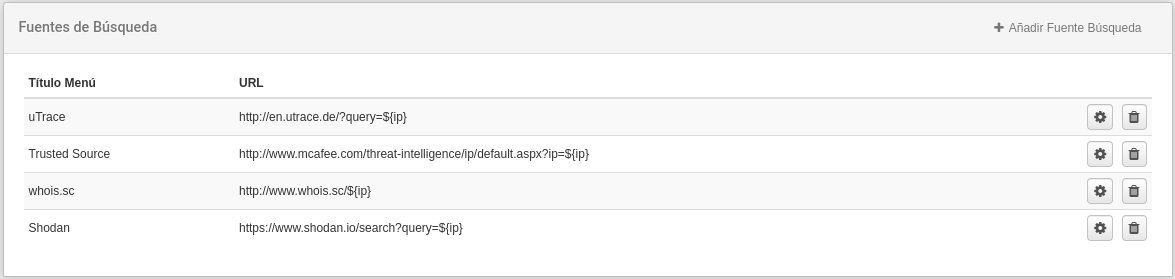 Fuentes de Búsqueda
Añadir Fuente Búsqueda
Título Menú URL
uTrace http://en.utrace.de/?query=${ip}
Trusted Source http://www.mcafee.com/threat-intelligence/ip/default.aspx?ip=${ip}
whois.sc http://www.whois.sc/${ip}
Shodan https://www.shodan.io/search?query=${ip}